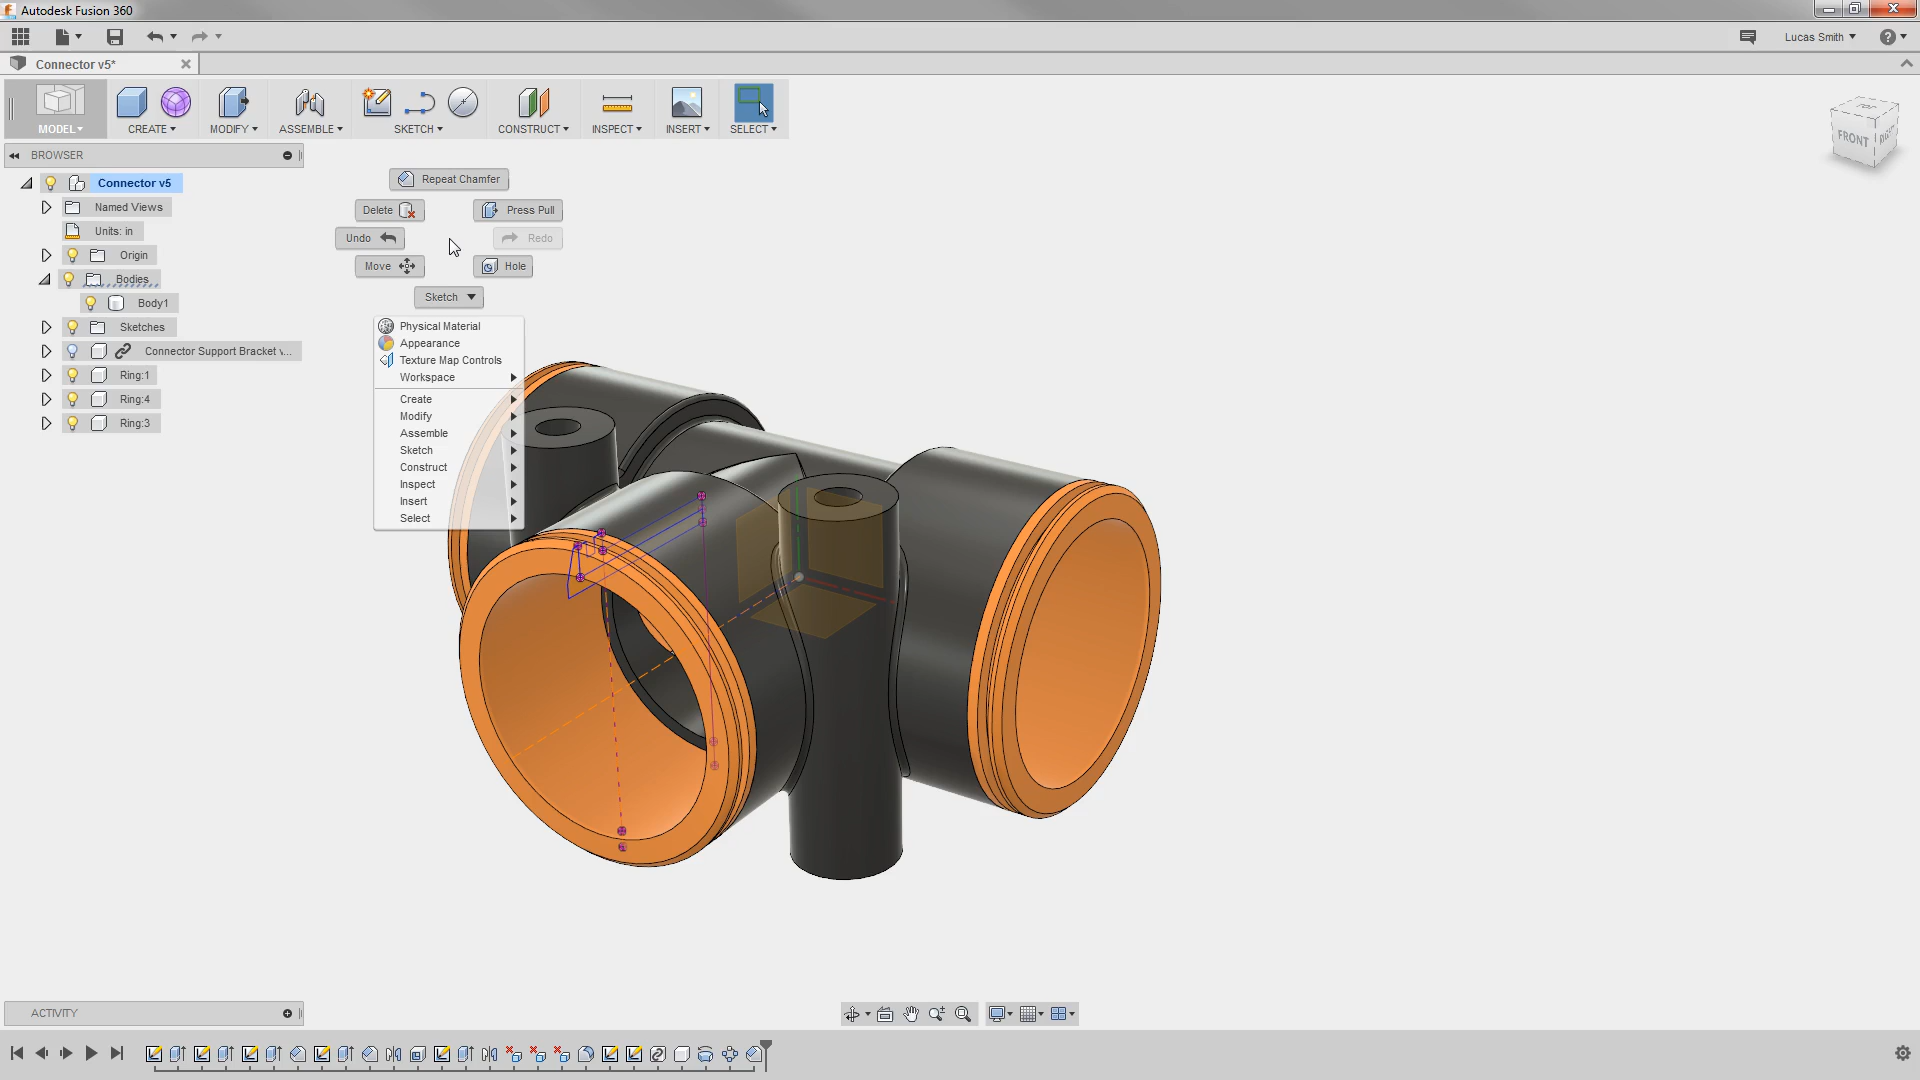 Autodesk Fusion 360
Lucas Smith
Connector v5*
MODEL
CREATE
MODIFY
ASSEMBLE
SKETCH
CONSTRUCT
INSPECT
INSERT
SELECT
TOP
FRONT
RIGHT
BROWSER
Connector v5
Named Views
Units: in
Origin
Bodies
Body1
Sketches
Connector Support Bracket v...
Ring:1
Ring:4
Ring:3
Repeat Chamfer
Delete
Press Pull
Undo
Redo
Move
Hole
Sketch
Physical Material
Appearance
Texture Map Controls
Workspace
Create
Modify
Assemble
Sketch
Construct
Inspect
Insert
Select
ACTIVITY